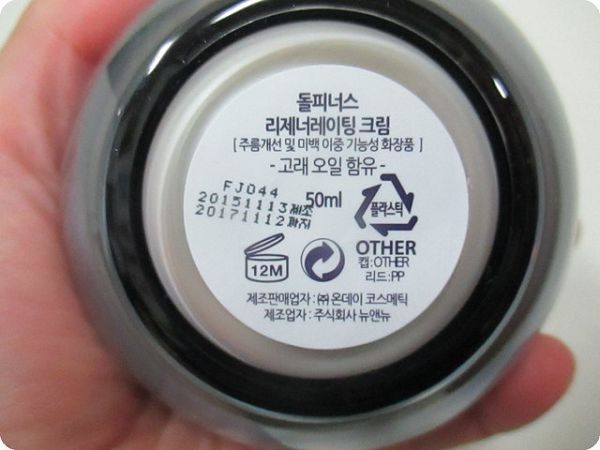 돌피너스
리제너레이팅 크림
[ 주름개선 및 미백 이중 기능성 화장품 ]
- 고래 오일 함유 -
FJ044
20151113제조
20171112까지
50ml
플라스틱
OTHER
캡:OTHER
리드:PP
12M
제조판매업자 : ㈜ 온데이 코스메틱
제조업자 : 주식회사 뉴앤뉴